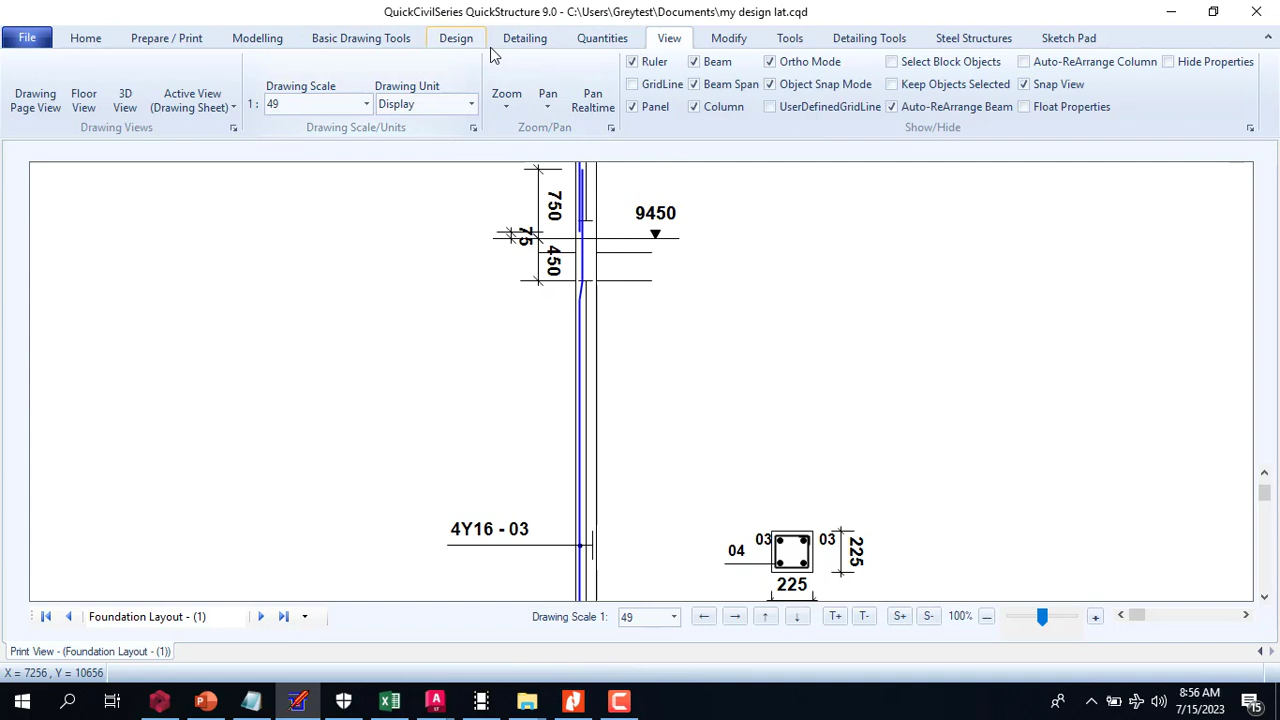 QuickCivilSeries QuickStructure 9.0 - C:\Users\Greytest\Documents\my design lat.cqd
File Home Prepare / Print Modelling Basic Drawing Tools Design Detailing Quantities View Modify Tools Detailing Tools Steel Structures Sketch Pad
Drawing Page View
Floor View
3D View
Active View (Drawing Sheet)
Drawing Views
Drawing Scale
1 : 49
Drawing Unit
Display
Drawing Scale/Units
Zoom
Pan
Pan Realtime
Zoom/Pan
Ruler Beam Ortho Mode Select Block Objects Auto-ReArrange Column Hide Properties
GridLine Beam Span Object Snap Mode Keep Objects Selected Snap View
Panel Column UserDefinedGridLine Auto-ReArrange Beam Float Properties
Show/Hide
750
9450
75
450
4Y16 - 03
03
03
04
225
225
Foundation Layout - (1)
Drawing Scale 1: 49
T+ T- S+ S- 100%
Print View - (Foundation Layout - (1))
X = 7256, Y = 10656
8:56 AM
7/15/2023
15